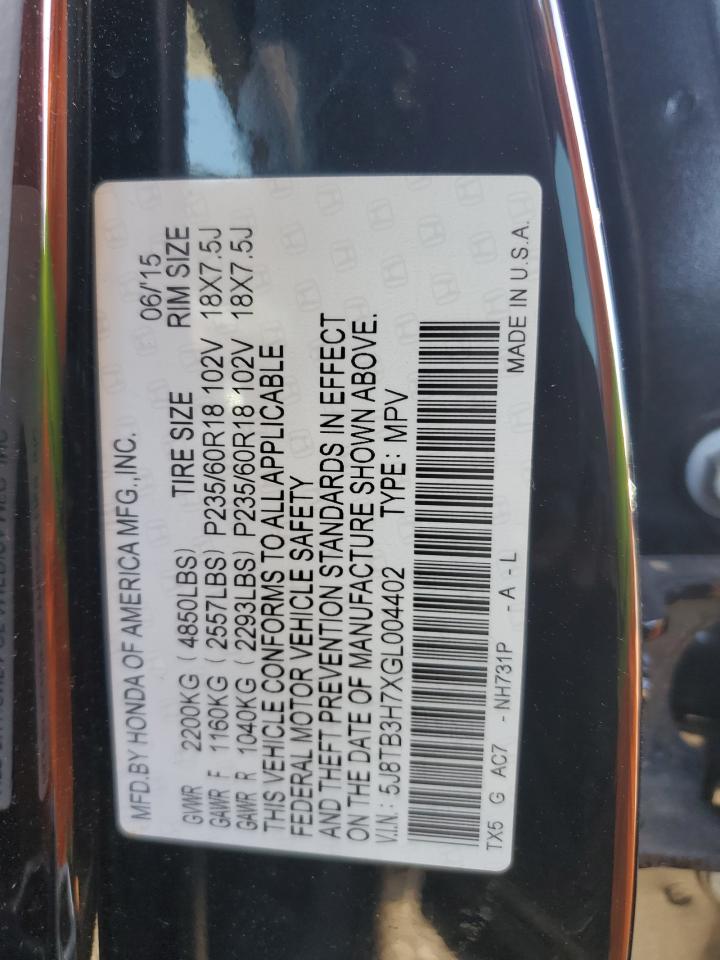 MFD.BY HONDA OF AMERICA MFG.,INC. 06/'15
TIRE SIZE RIM SIZE
GVWR 2200KG ( 4850LBS)
GAWR F 1160KG ( 2557LBS) P235/60R18 102V 18X7.5J
GAWR R 1040KG ( 2293LBS) P235/60R18 102V 18X7.5J
THIS VEHICLE CONFORMS TO ALL APPLICABLE
FEDERAL MOTOR VEHICLE SAFETY
AND THEFT PREVENTION STANDARDS IN EFFECT
ON THE DATE OF MANUFACTURE SHOWN ABOVE.
V.I.N.: 5J8TB3H7XGL004402 TYPE: MPV
TX5 G AC7 -NH731P -A-L MADE IN U.S.A.